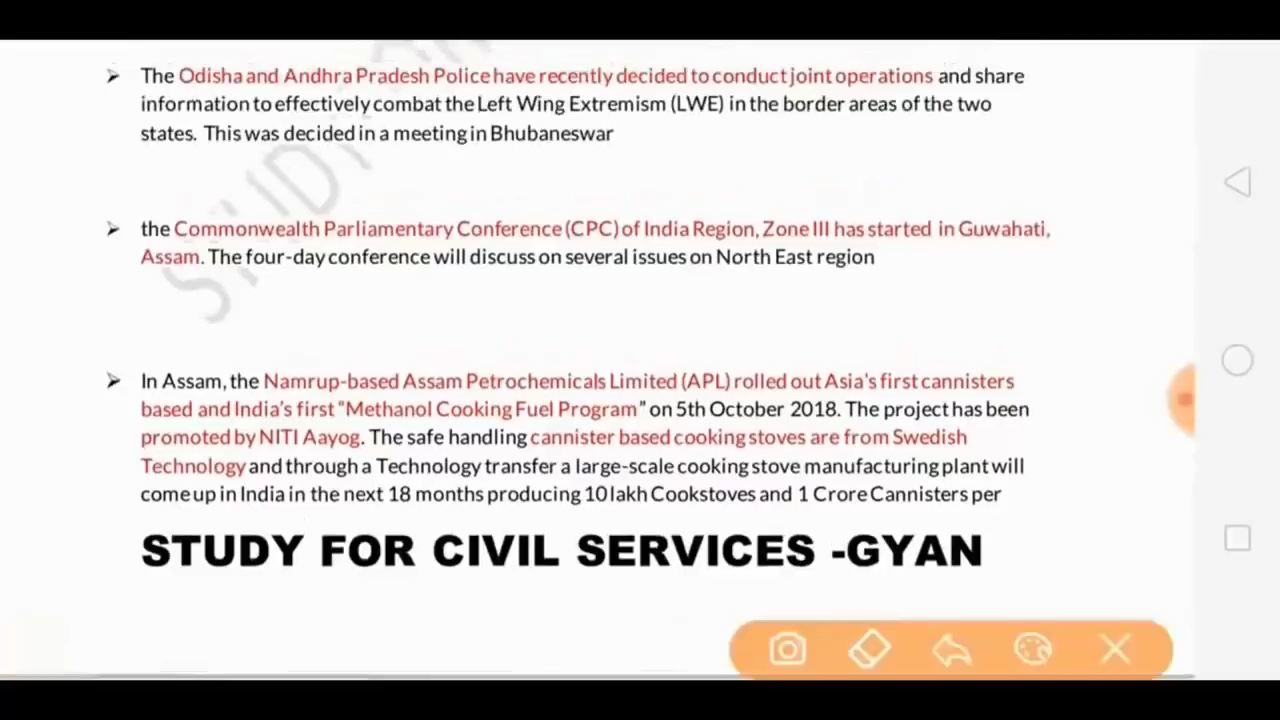 The Odisha and Andhra Pradesh Police have recently decided to conduct joint operations and share
information to effectively combat the Left Wing Extremism (LWE) in the border areas of the two
states. This was decided in a meeting in Bhubaneswar
the Commonwealth Parliamentary Conference (CPC) of India Region, Zone III has started in Guwahati,
Assam. The four-day conference will discuss on several issues on North East region
In Assam, the Namrup-based Assam Petrochemicals Limited (APL) rolled out Asia's first cannisters
based and India's first “Methanol Cooking Fuel Program” on 5th October 2018. The project has been
promoted by NITI Aayog. The safe handling cannister based cooking stoves are from Swedish
Technology and through a Technology transfer a large-scale cooking stove manufacturing plant will
come up in India in the next 18 months producing 10 lakh Cookstoves and 1 Crore Cannisters per
STUDY FOR CIVIL SERVICES -GYAN